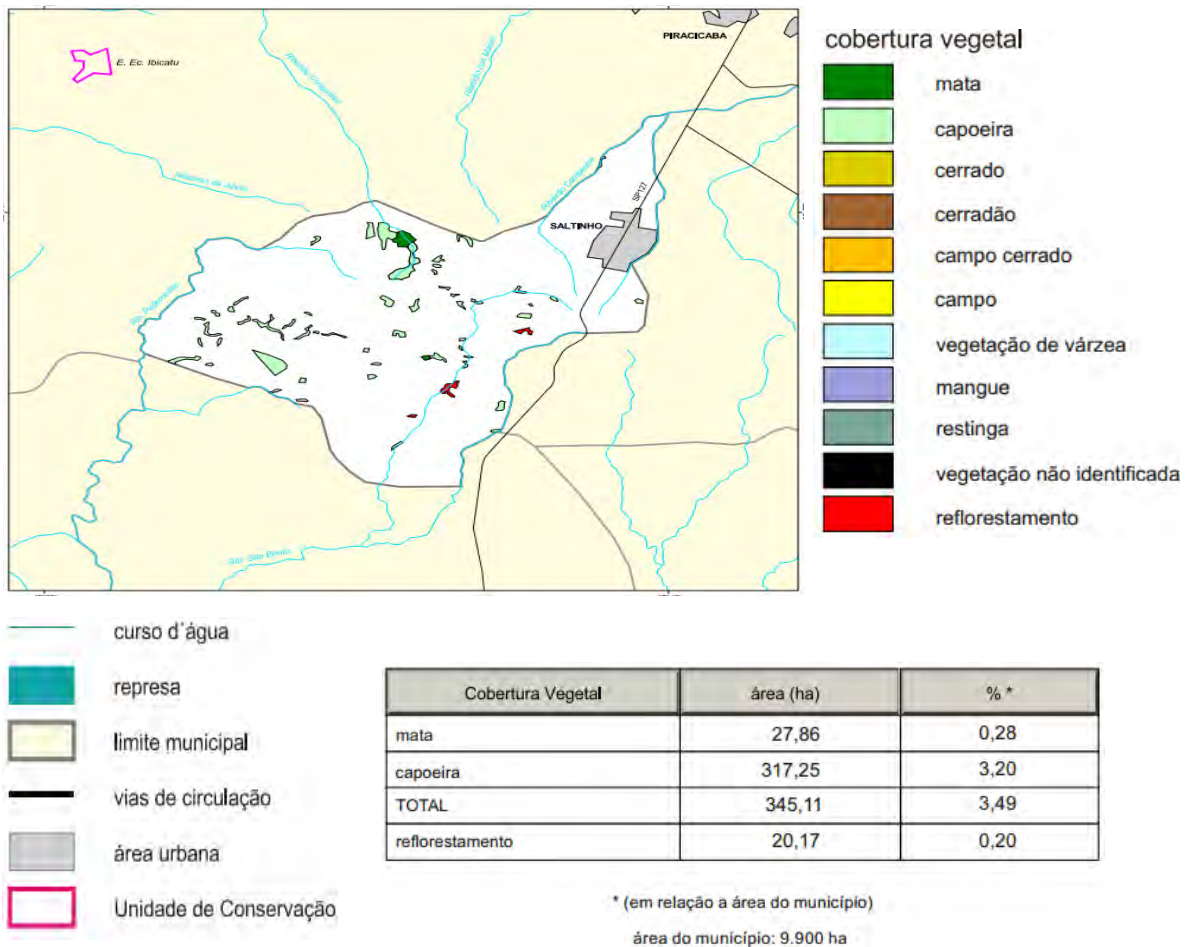 PIRACICABA
E. Ec. Ibicatu
SP127
SALTINHO
cobertura vegetal
mata
capoeira
cerrado
cerradão
campo cerrado
campo
vegetação de várzea
mangue
restinga
vegetação não identificada
reflorestamento
curso d´água
represa
limite municipal
vias de circulação
área urbana
Unidade de Conservação
Cobertura Vegetal área (ha) % *
mata 27,86 0,28
capoeira 317,25 3,20
TOTAL 345,11 3,49
reflorestamento 20,17 0,20
* (em relação a área do município)
área do município: 9.900 ha